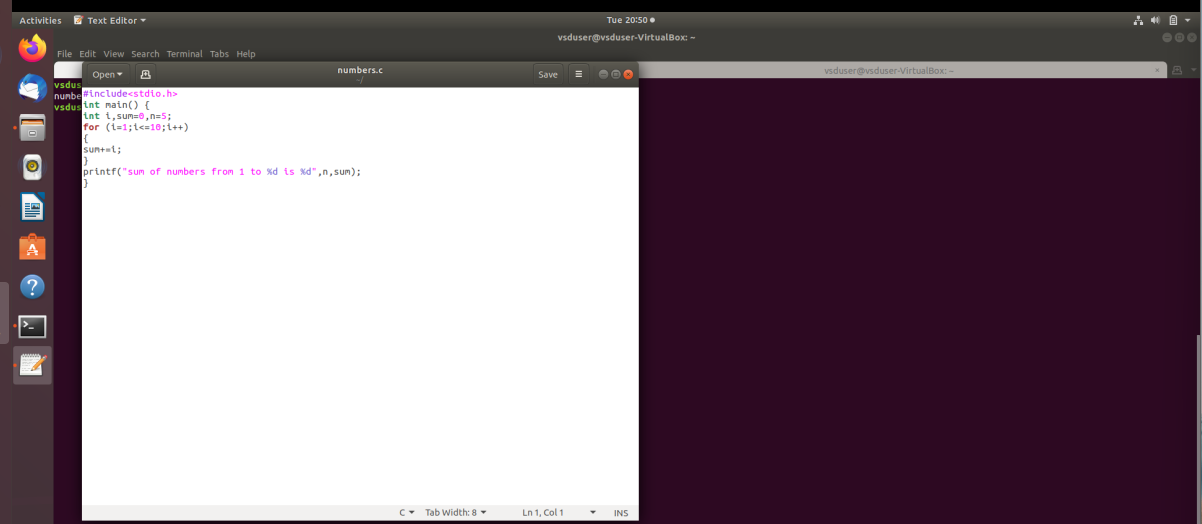 Activities Text Editor Tue 20:50
vsduser@vsduser-VirtualBox: ~
File Edit View Search Terminal Tabs Help
Open numbers.c Save
~/
vsduser@vsduser-VirtualBox: ~ ×
vsdus
numbe
vsdus
#include<stdio.h>
int main() {
int i,sum=0,n=5;
for (i=1;i<=10;i++)
{
sum+=i;
}
printf("sum of numbers from 1 to %d is %d",n,sum);
}
C Tab Width: 8 Ln 1, Col 1 INS